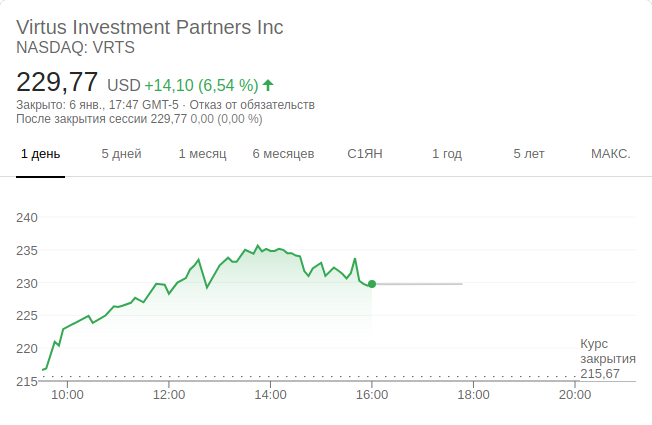 Virtus Investment Partners Inc
NASDAQ: VRTS
229,77 USD +14,10 (6,54 %)
Закрыто: 6 янв., 17:47 GMT-5 · Отказ от обязательств
После закрытия сессии 229,77 0,00 (0,00 %)
1 день 5 дней 1 месяц 6 месяцев С1ЯН 1 год 5 лет МАКС.
240
235
230
225
220
215
Курс
закрытия
215,67
10:00 12:00 14:00 16:00 18:00 20:00